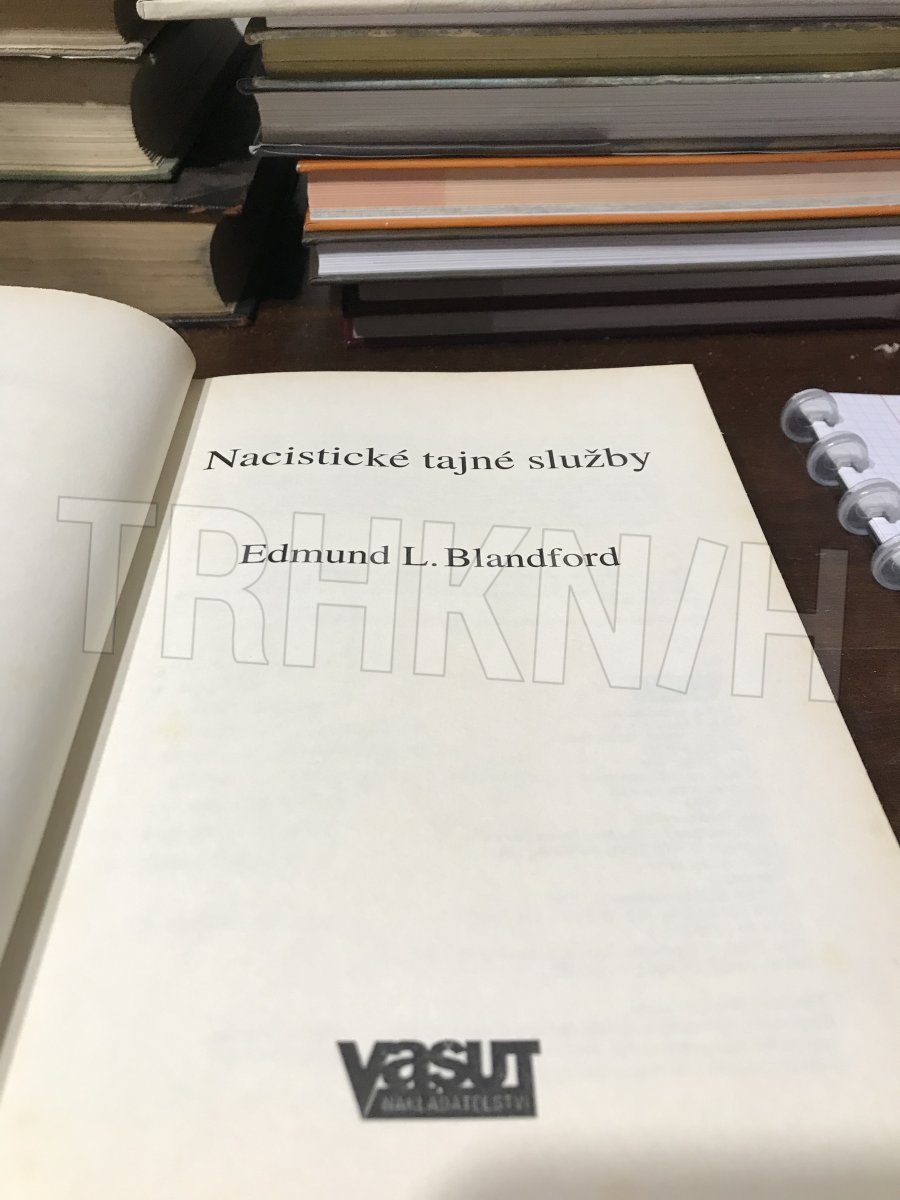 Nacistické tajné služby
TRHKNIH
Edmund L. Blandford
VAŠUT
NAKLADATELSTVÍ